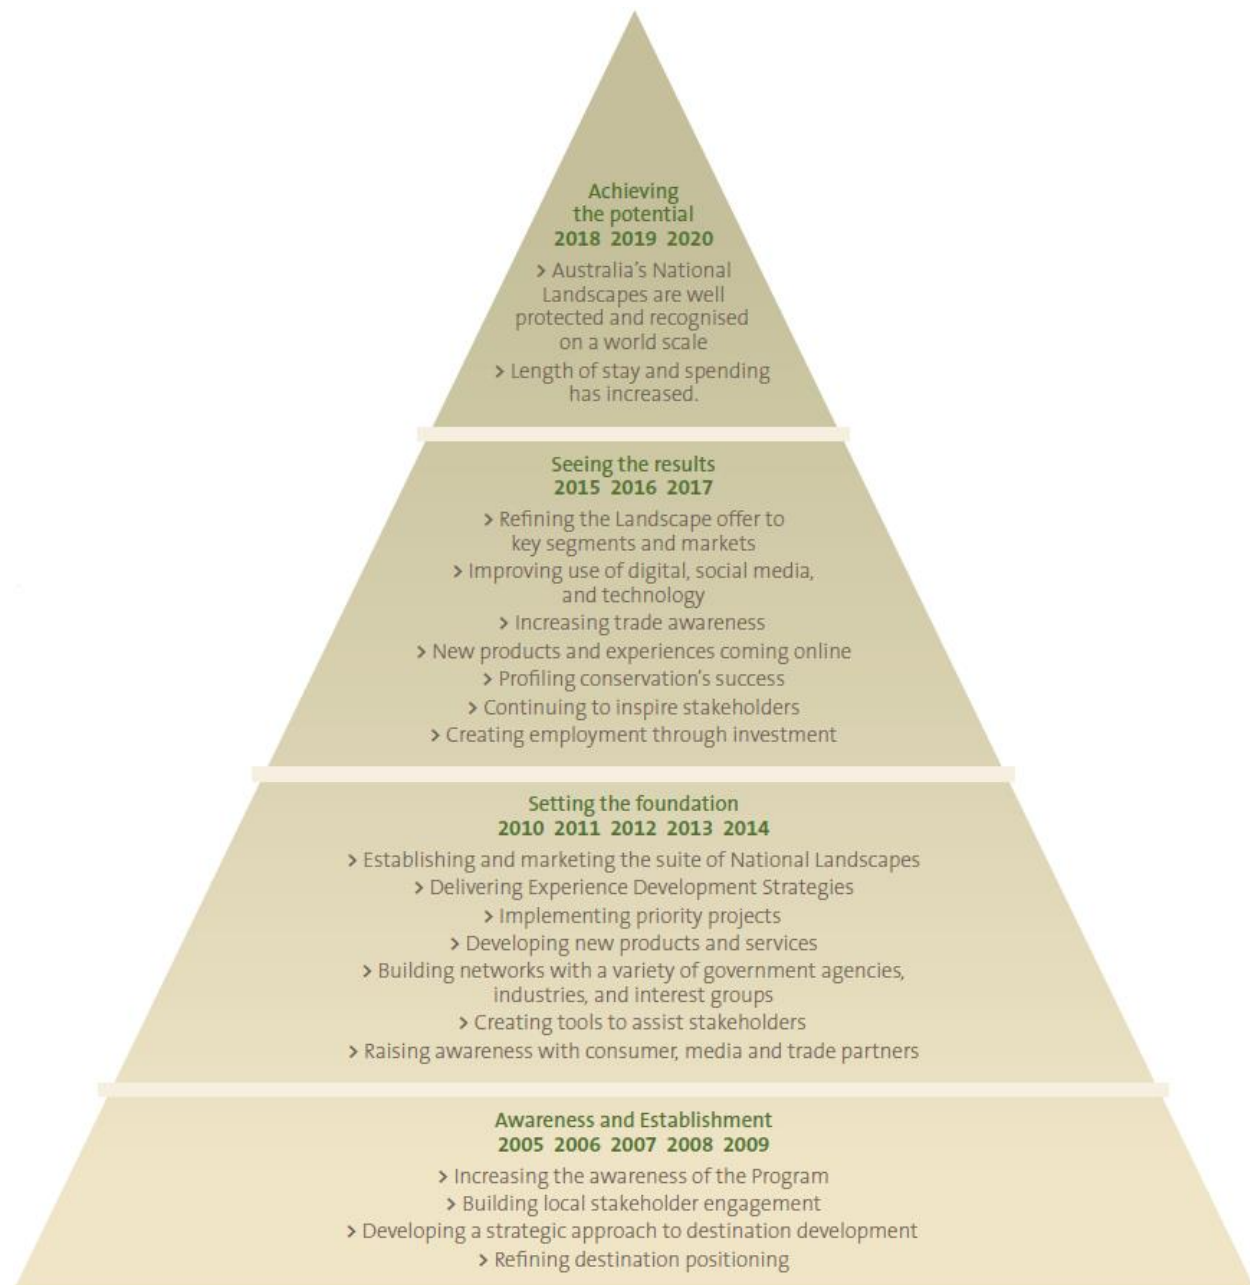 Achieving
the potential
2018 2019 2020
> Australia's National
Landscapes are well
protected and recognised
on a world scale
> Length of stay and spending
has increased.
Seeing the results
2015 2016 2017
> Refining the Landscape offer to
key segments and markets
> Improving use of digital, social media,
and technology
> Increasing trade awareness
> New products and experiences coming online
> Profiling conservation's success
> Continuing to inspire stakeholders
> Creating employment through investment
Setting the foundation
2010 2011 2012 2013 2014
> Establishing and marketing the suite of National Landscapes
> Delivering Experience Development Strategies
> Implementing priority projects
> Developing new products and services
> Building networks with a variety of government agencies,
industries, and interest groups
> Creating tools to assist stakeholders
> Raising awareness with consumer, media and trade partners
Awareness and Establishment
2005 2006 2007 2008 2009
> Increasing the awareness of the Program
> Building local stakeholder engagement
> Developing a strategic approach to destination development
> Refining destination positioning